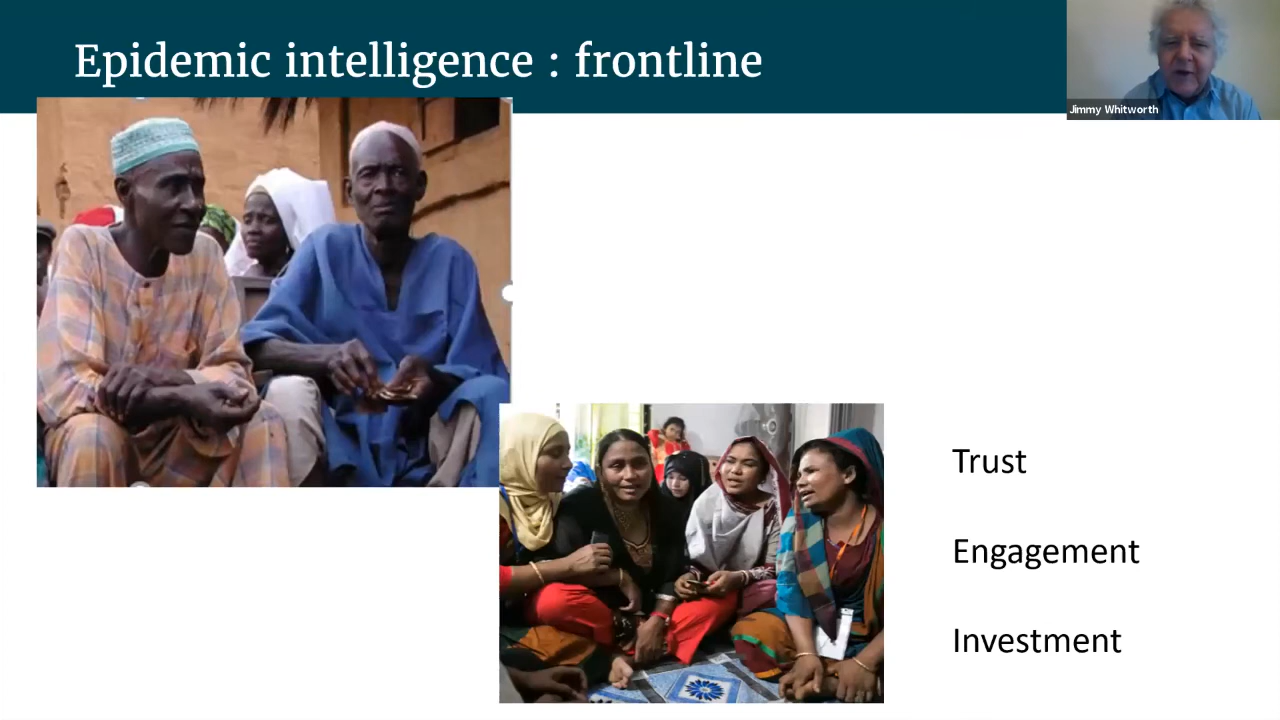 Epidemic intelligence : frontline
Jimmy Whitworth
Trust
Engagement
Investment